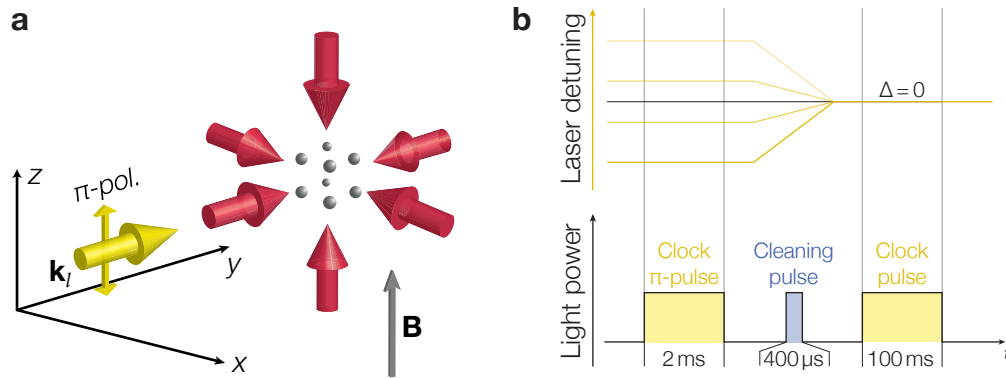 a
z
π-pol.
k_l
y
x
B
b
Laser detuning
Δ = 0
Light power
Clock
π-pulse
Cleaning
pulse
Clock
pulse
2 ms
400 μs
100 ms
t